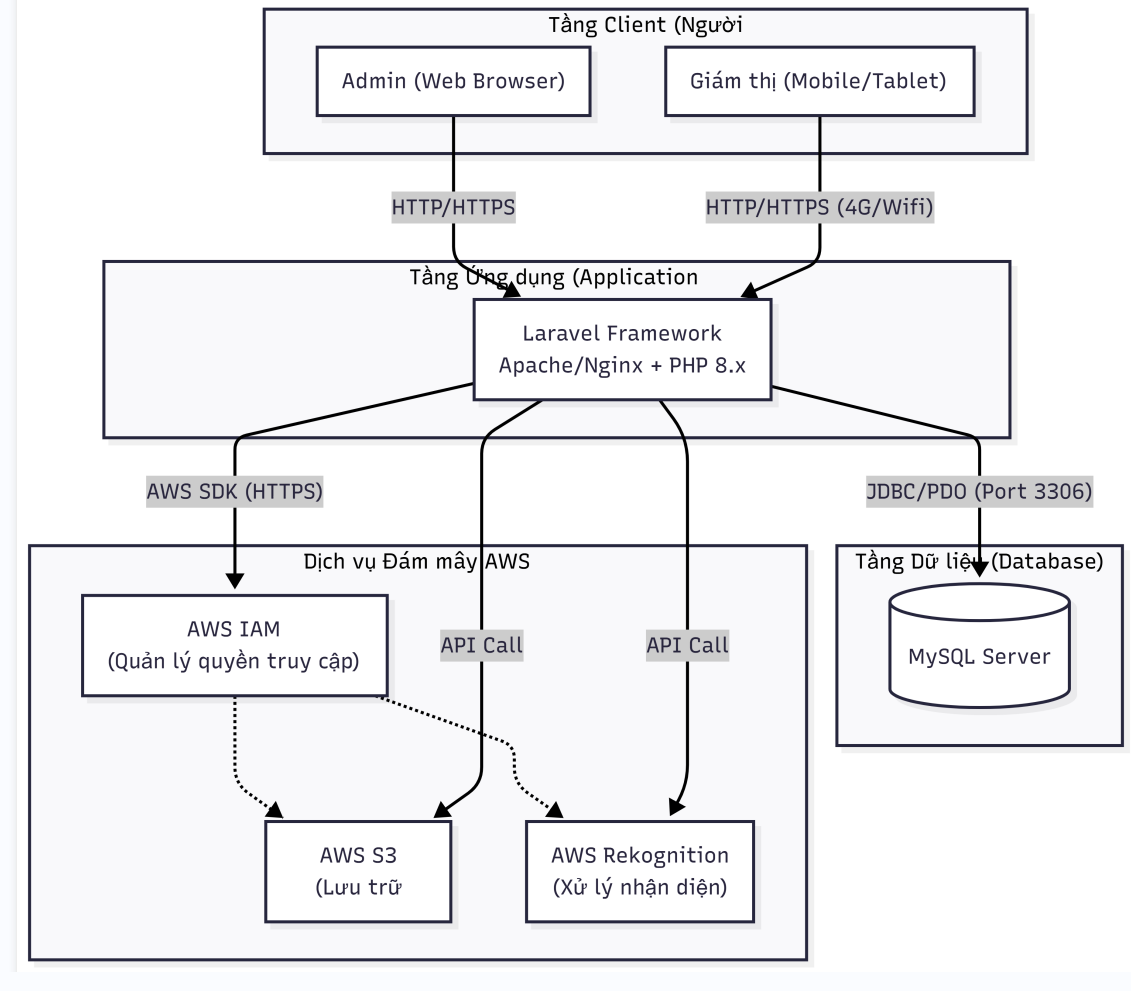 Tầng Client (Người
Admin (Web Browser)
Giám thị (Mobile/Tablet)
HTTP/HTTPS
HTTP/HTTPS (4G/Wifi)
Tầng Ứng dụng (Application
Laravel Framework
Apache/Nginx + PHP 8.x
AWS SDK (HTTPS)
JDBC/PDO (Port 3306)
Dịch vụ Đám mây AWS
Tầng Dữ liệu (Database)
AWS IAM
(Quản lý quyền truy cập)
API Call
API Call
MySQL Server
AWS S3
(Lưu trữ
AWS Rekognition
(Xử lý nhận diện)